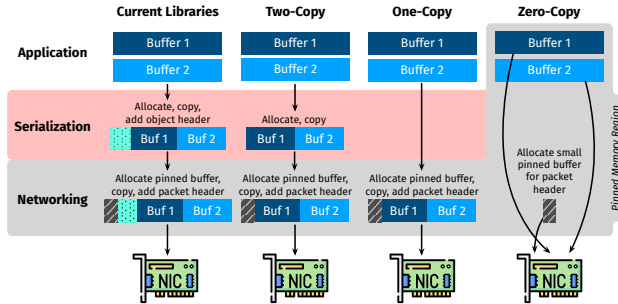 Current Libraries
Two-Copy
One-Copy
Zero-Copy
Application
Buffer 1
Buffer 1
Buffer 1
Buffer 1
Buffer 2
Buffer 2
Buffer 2
Buffer 2
Serialization
Allocate, copy,
add object header
Buf 1
Buf 2
Allocate, copy
Buf 1
Buf 2
Networking
Allocate pinned buffer,
copy, add packet header
Buf 1
Buf 2
Allocate pinned buffer,
copy, add packet header
Buf 1
Buf 2
Allocate pinned buffer,
copy, add packet header
Buf 1
Buf 2
Allocate small
pinned buffer
for packet
header
Pinned Memory Region
NIC
NIC
NIC
NIC